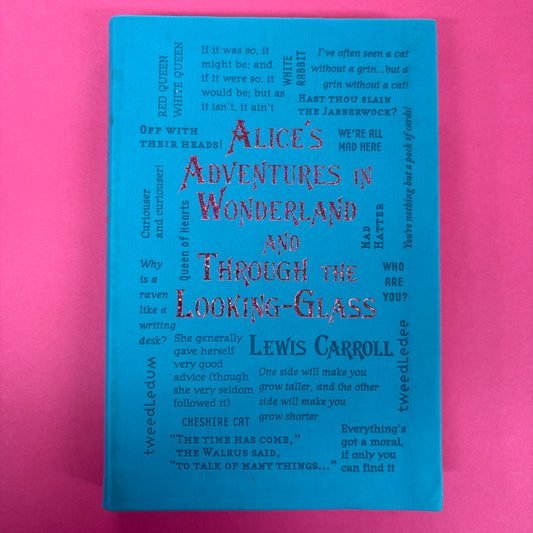 RED QUEEN
WHITE QUEEN
If it was so, it
might be; and
if it were so, it
would be; but as
it isn't, it ain't
WHITE
RABBIT
I've often seen a cat
without a grin...but a
grin without a cat!
HAST THOU SLAIN
THE JABBERWOCK?
OFF WITH
THEIR HEADS!
WE'RE ALL
MAD HERE
You're nothing but a pack of cards!
ALICE'S
ADVENTURES IN
WONDERLAND
AND
THROUGH THE
LOOKING-GLASS
Curiouser
and curiouser!
Queen of Hearts
MAD
HATTER
Why
is a
raven
like a
writing
desk?
WHO
ARE
YOU?
She generally
gave herself
very good
advice (though
she very seldom
followed it)
LEWIS CARROLL
tweedledum
tweedledee
One side will make you
grow taller, and the other
side will make you
grow shorter
CHESHIRE CAT
"THE TIME HAS COME,"
THE WALRUS SAID,
"TO TALK OF MANY THINGS..."
Everything's
got a moral,
if only you
can find it